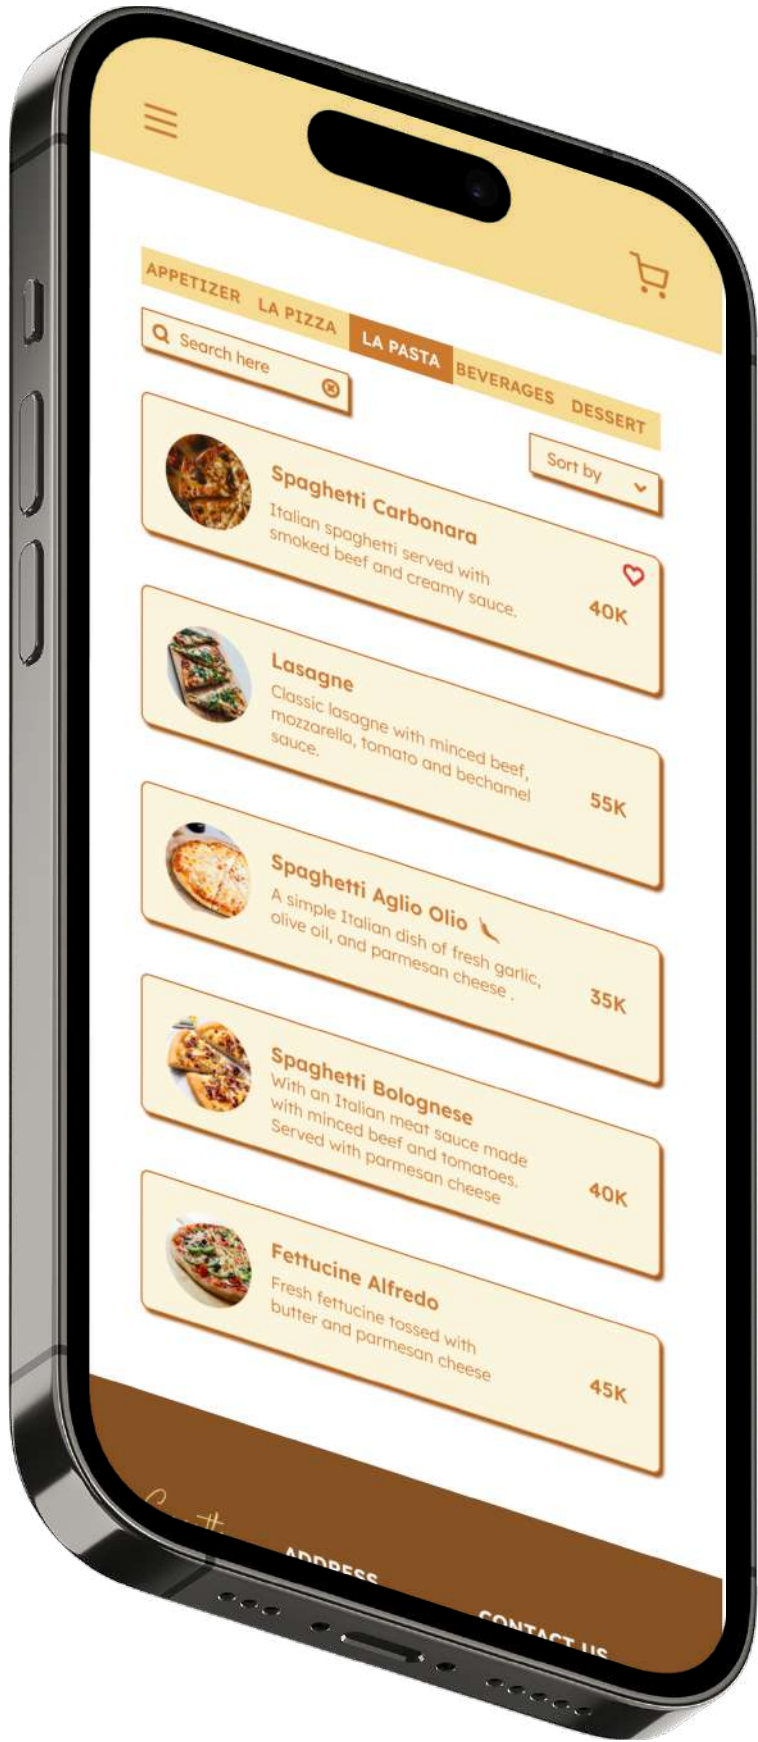 APPETIZER LA PIZZA LA PASTA BEVERAGES DESSERT
Search here
Sort by
Spaghetti Carbonara
Italian spaghetti served with
smoked beef and creamy sauce.
40K
Lasagne
Classic lasagne with minced beef,
mozzarella, tomato and bechamel
sauce.
55K
Spaghetti Aglio Olio
A simple Italian dish of fresh garlic,
olive oil, and parmesan cheese .
35K
Spaghetti Bolognese
With an Italian meat sauce made
with minced beef and tomatoes.
Served with parmesan cheese
40K
Fettucine Alfredo
Fresh fettucine tossed with
butter and parmesan cheese
45K
ADDRESS
CONTACT US